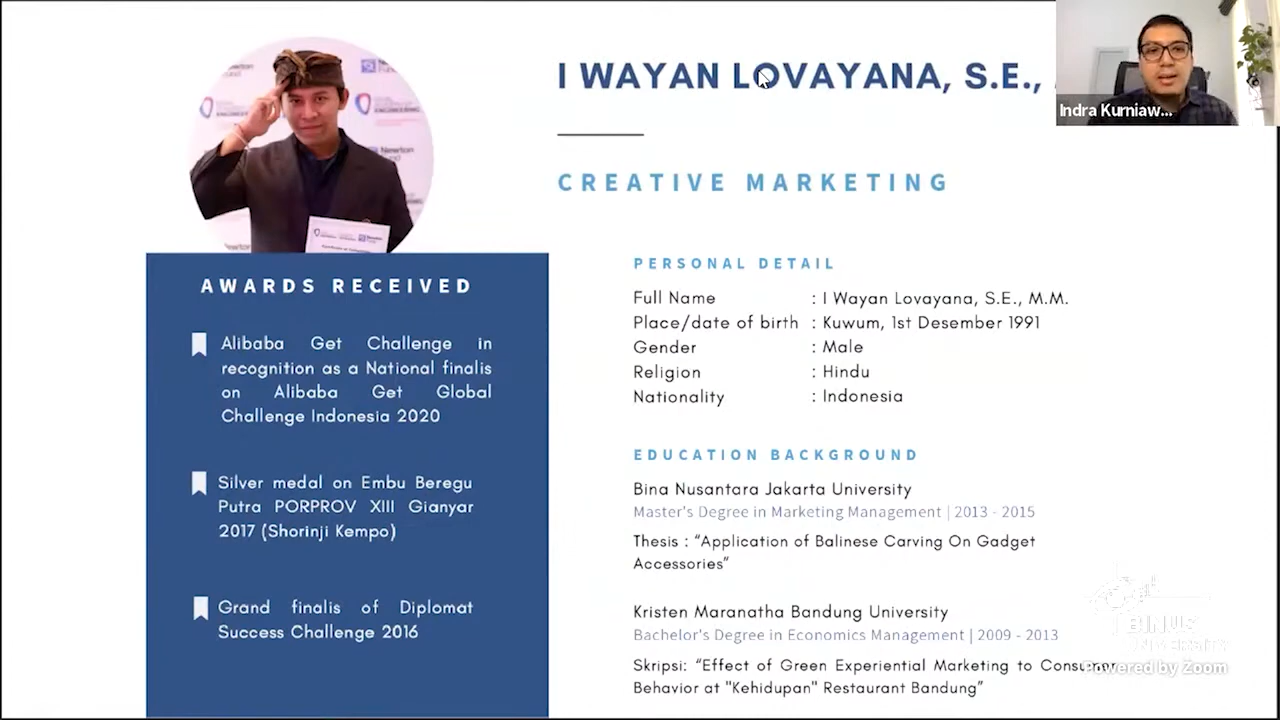 I WAYAN LOVAYANA, S.E.,
Indra Kurniaw...
CREATIVE MARKETING
AWARDS RECEIVED
Alibaba Get Challenge in
recognition as a National finalis
on Alibaba Get Global
Challenge Indonesia 2020
Silver medal on Embu Beregu
Putra PORPROV XIII Gianyar
2017 (Shorinji Kempo)
Grand finalis of Diplomat
Success Challenge 2016
PERSONAL DETAIL
Full Name : I Wayan Lovayana, S.E., M.M.
Place/date of birth : Kuwum, 1st Desember 1991
Gender : Male
Religion : Hindu
Nationality : Indonesia
EDUCATION BACKGROUND
Bina Nusantara Jakarta University
Master's Degree in Marketing Management | 2013 - 2015
Thesis : “Application of Balinese Carving On Gadget
Accessories”
Kristen Maranatha Bandung University
Bachelor's Degree in Economics Management | 2009 - 2013
Skripsi: “Effect of Green Experiential Marketing to Consumer
Behavior at "Kehidupan" Restaurant Bandung”
BINUS
UNIVERSITY
Powered by Zoom